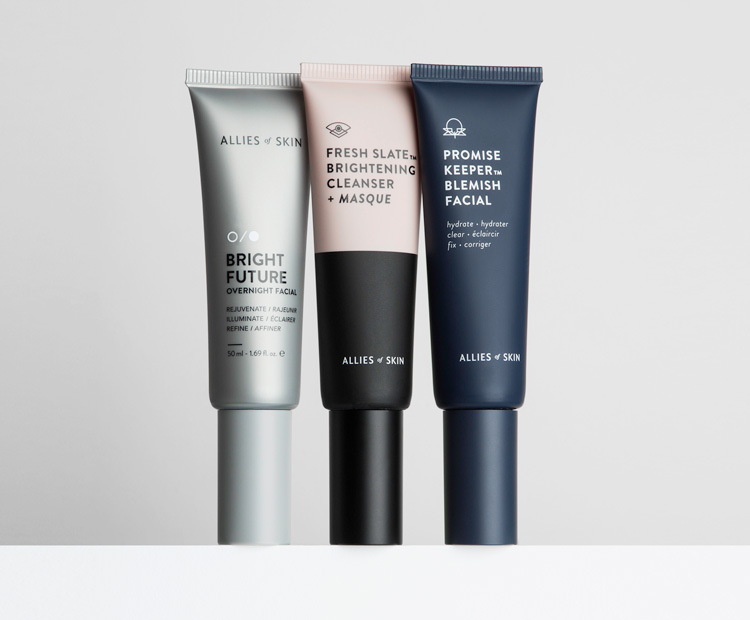 ALLIES of SKIN
O/
BRIGHT
FUTURE
OVERNIGHT FACIAL
REJUVENATE / RAJEUNIR
ILLUMINATE / ÉCLAIRER
REFINE / AFFINER
50 ml - 1.69 fl. oz. ℮
FRESH SLATE™
BRIGHTENING
CLEANSER
+ MASQUE
ALLIES of SKIN
PROMISE
KEEPER™
BLEMISH
FACIAL
hydrate • hydrater
clear • éclaircir
fix • corriger
ALLIES of SKIN